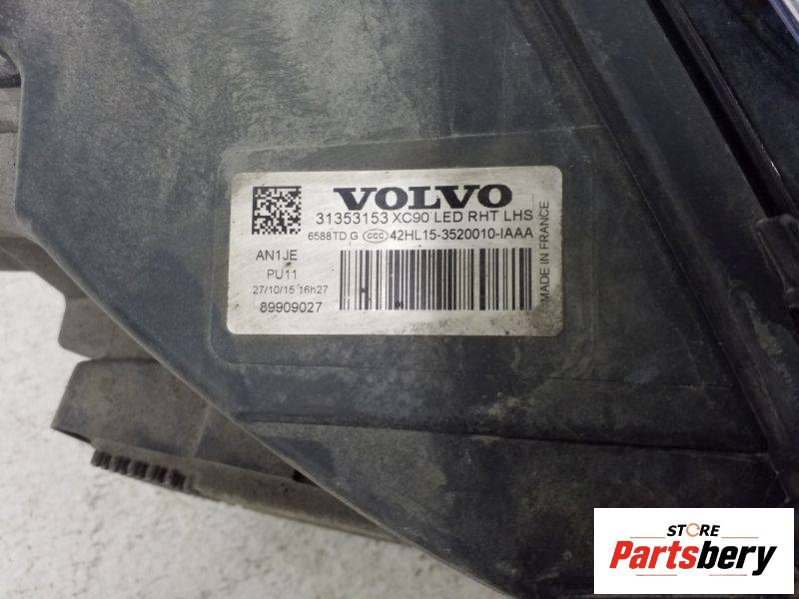 VOLVO
31353153 XC90 LED RHT LHS
6588TD G CCC 42HL15-3520010-IAAA
AN1JE
PU11
27/10/15 16h27
89909027
MADE IN FRANCE
STORE
Partsbery